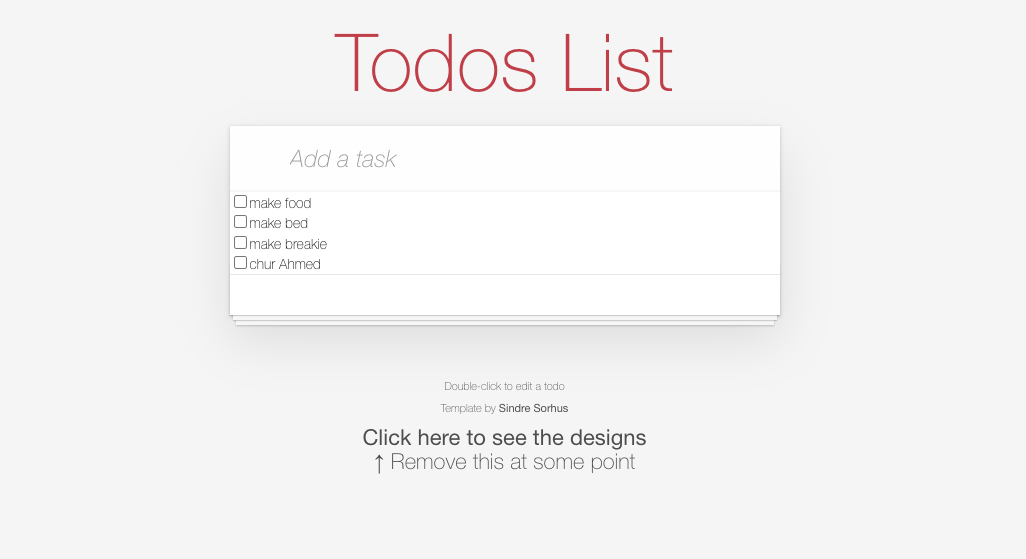 Todos List
Add a task
make food
make bed
make breakie
chur Ahmed
Double-click to edit a todo
Template by Sindre Sorhus
Click here to see the designs
↑ Remove this at some point